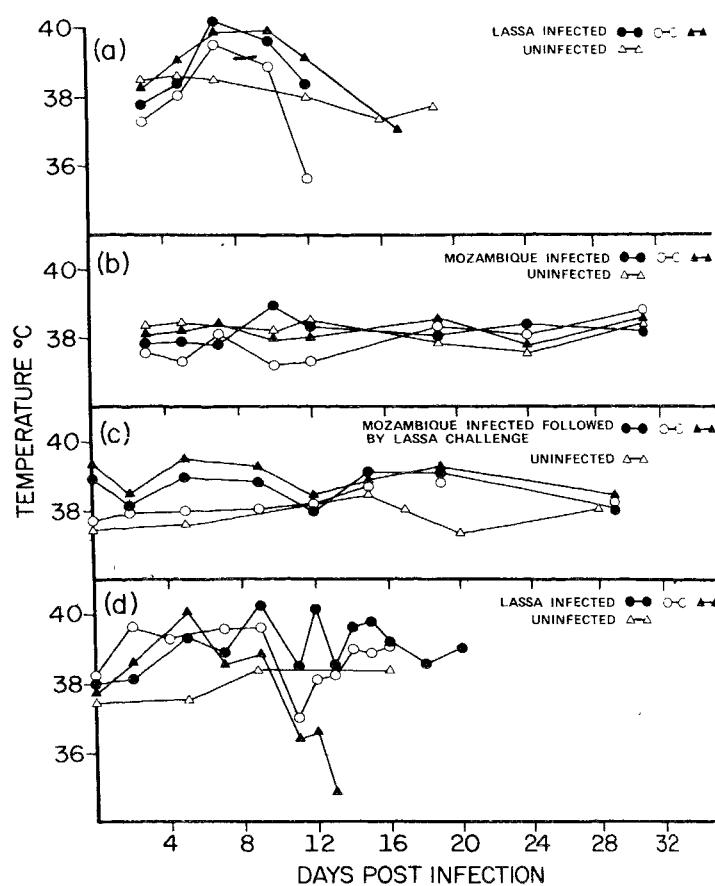 (a)
LASSA INFECTED
UNINFECTED
40
38
36
(b)
MOZAMBIQUE INFECTED
UNINFECTED
40
38
(c)
MOZAMBIQUE INFECTED FOLLOWED
BY LASSA CHALLENGE
UNINFECTED
40
38
(d)
LASSA INFECTED
UNINFECTED
40
38
36
TEMPERATURE °C
4 8 12 16 20 24 28 32
DAYS POST INFECTION